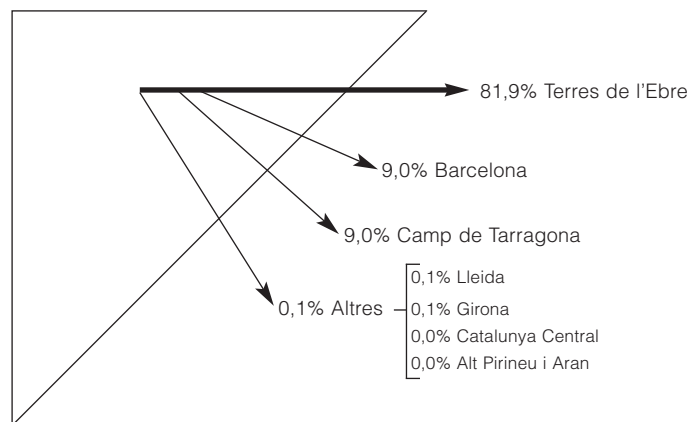 81,9% Terres de l'Ebre
9,0% Barcelona
9,0% Camp de Tarragona
0,1% Altres
0,1% Lleida
0,1% Girona
0,0% Catalunya Central
0,0% Alt Pirineu i Aran